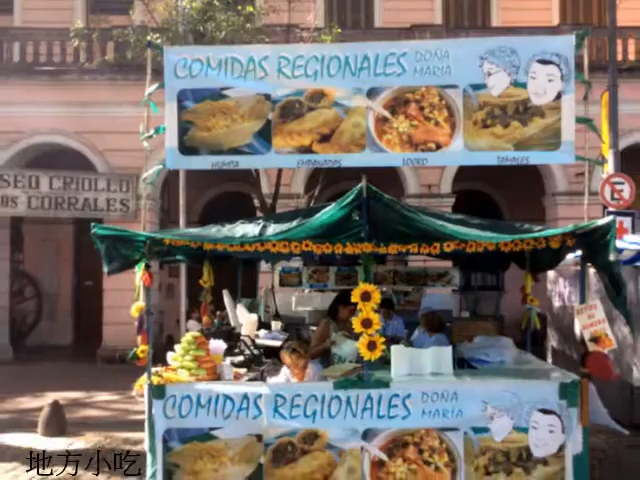 COMIDAS REGIONALES DOÑA MARIA
HUMITA EMPANADAS LOCRO TAMALES
SEO CRIOLLO
OS CORRALES
E
COMIDAS REGIONALES DOÑA MARÍA
地方小吃